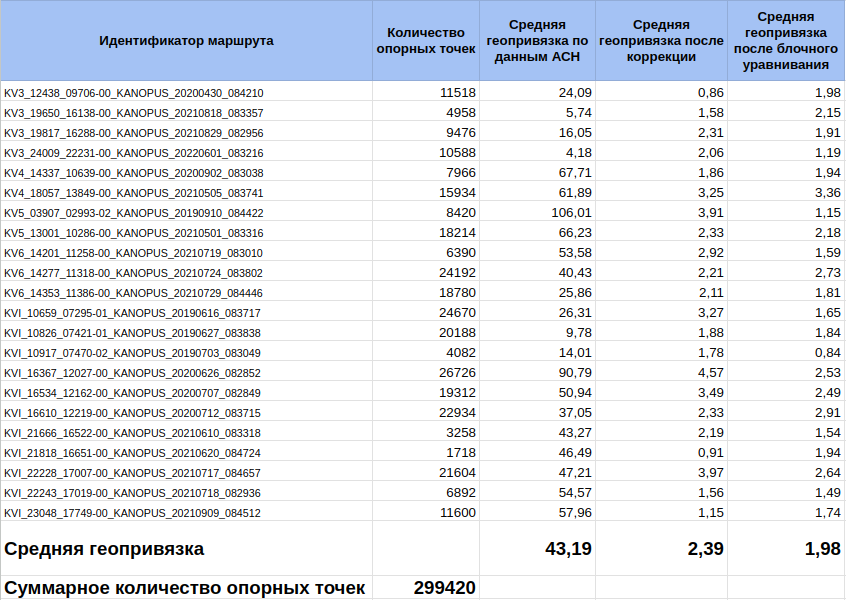 Идентификатор маршрута
Количество опорных точек
Средняя геопривязка по данным АСН
Средняя геопривязка после коррекции
Средняя геопривязка после блочного уравнивания
KV3_12438_09706-00_KANOPUS_20200430_084210 11518 24,09 0,86 1,98
KV3_19650_16138-00_KANOPUS_20210818_083357 4958 5,74 1,58 2,15
KV3_19817_16288-00_KANOPUS_20210829_082956 9476 16,05 2,31 1,91
KV3_24009_22231-00_KANOPUS_20220601_083216 10588 4,18 2,06 1,19
KV4_14337_10639-00_KANOPUS_20200902_083038 7966 67,71 1,86 1,94
KV4_18057_13849-00_KANOPUS_20210505_083741 15934 61,89 3,25 3,36
KV5_03907_02993-02_KANOPUS_20190910_084422 8420 106,01 3,91 1,15
KV5_13001_10286-00_KANOPUS_20210501_083316 18214 66,23 2,33 2,18
KV6_14201_11258-00_KANOPUS_20210719_083010 6390 53,58 2,92 1,59
KV6_14277_11318-00_KANOPUS_20210724_083802 24192 40,43 2,21 2,73
KV6_14353_11386-00_KANOPUS_20210729_084446 18780 25,86 2,11 1,81
KVI_10659_07295-01_KANOPUS_20190616_083717 24670 26,31 3,27 1,65
KVI_10826_07421-01_KANOPUS_20190627_083838 20188 9,78 1,88 1,84
KVI_10917_07470-02_KANOPUS_20190703_083049 4082 14,01 1,78 0,84
KVI_16367_12027-00_KANOPUS_20200626_082852 26726 90,79 4,57 2,53
KVI_16534_12162-00_KANOPUS_20200707_082849 19312 50,94 3,49 2,49
KVI_16610_12219-00_KANOPUS_20200712_083715 22934 37,05 2,33 2,91
KVI_21666_16522-00_KANOPUS_20210610_083318 3258 43,27 2,19 1,54
KVI_21818_16651-00_KANOPUS_20210620_084724 1718 46,49 0,91 1,94
KVI_22228_17007-00_KANOPUS_20210717_084657 21604 47,21 3,97 2,64
KVI_22243_17019-00_KANOPUS_20210718_082936 6892 54,57 1,56 1,49
KVI_23048_17749-00_KANOPUS_20210909_084512 11600 57,96 1,15 1,74
Средняя геопривязка 43,19 2,39 1,98
Суммарное количество опорных точек 299420